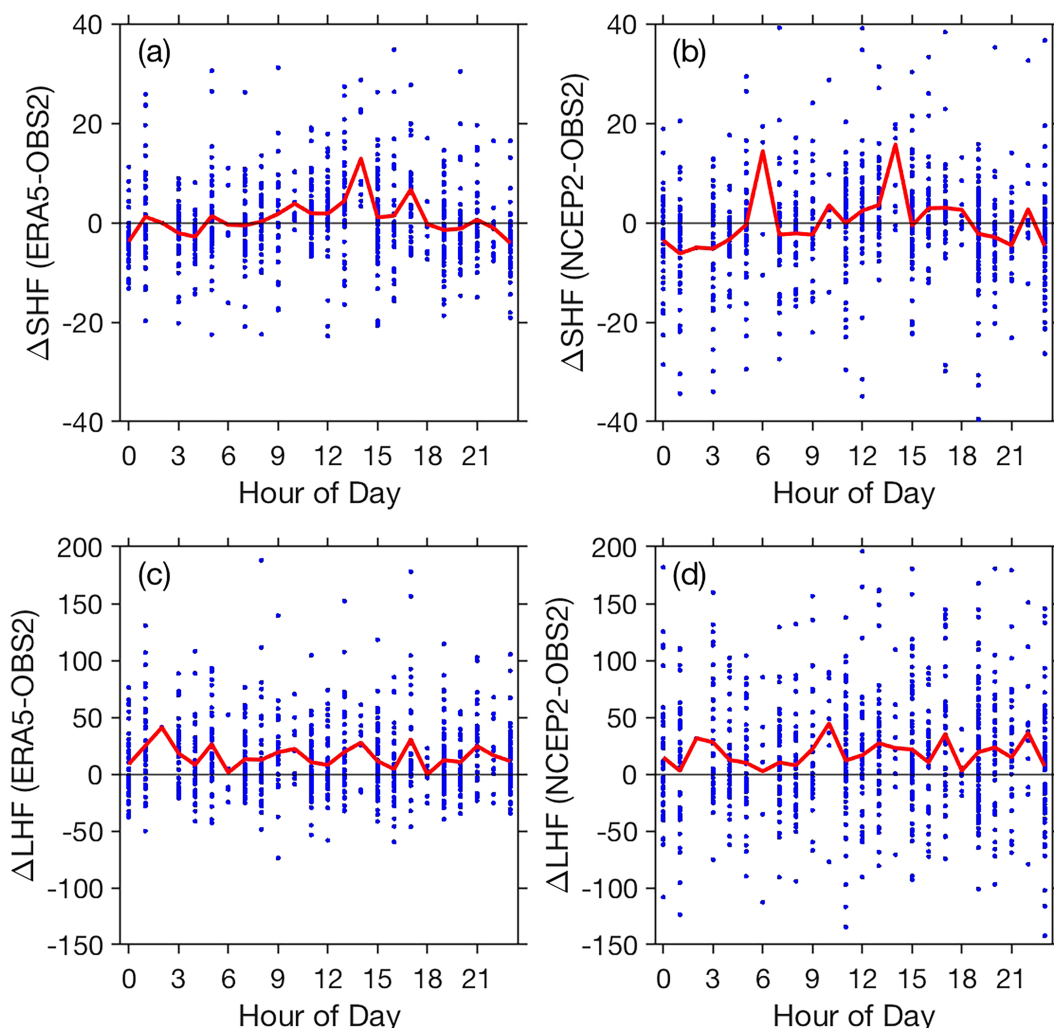 (a)
ΔSHF (ERA5-OBS2)
40
20
0
-20
-40
0 3 6 9 12 15 18 21
Hour of Day
(b)
ΔSHF (NCEP2-OBS2)
40
20
0
-20
-40
0 3 6 9 12 15 18 21
Hour of Day
(c)
ΔLHF (ERA5-OBS2)
200
150
100
50
0
-50
-100
-150
0 3 6 9 12 15 18 21
Hour of Day
(d)
ΔLHF (NCEP2-OBS2)
200
150
100
50
0
-50
-100
-150
0 3 6 9 12 15 18 21
Hour of Day